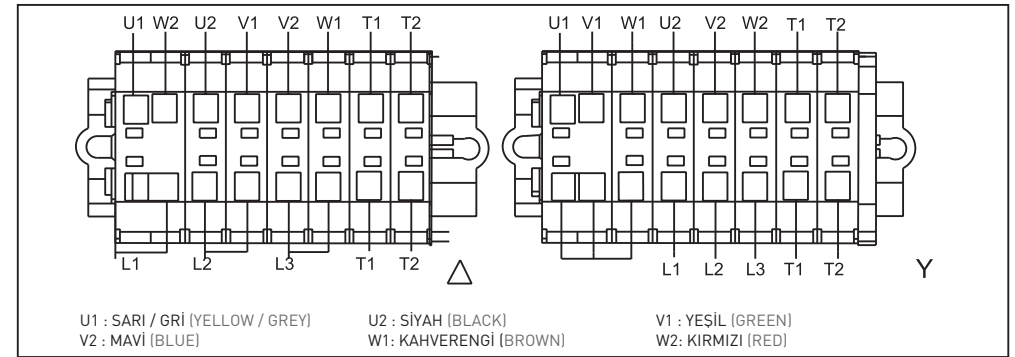 U1 W2 U2 V1 V2 W1 T1 T2
U1 V1 W1 U2 V2 W2 T1 T2
L1 L2 L3 T1 T2
L1 L2 L3 T1 T2
Y
U1 : SARI / GRİ (YELLOW / GREY)
U2 : SİYAH (BLACK)
V1 : YEŞİL (GREEN)
V2 : MAVİ (BLUE)
W1: KAHVERENGİ (BROWN)
W2: KIRMIZI (RED)